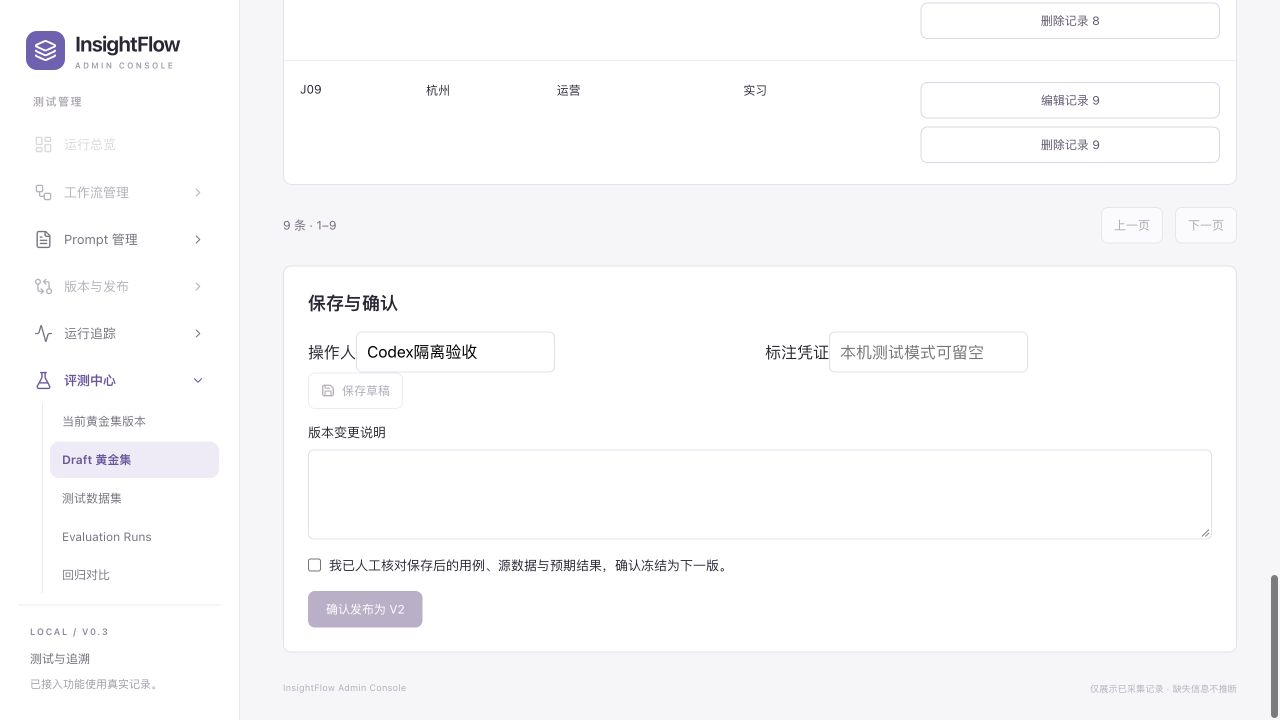 InsightFlow
ADMIN CONSOLE
测试管理
运行总览
工作流管理
Prompt 管理
版本与发布
运行追踪
评测中心
当前黄金集版本
Draft 黄金集
测试数据集
Evaluation Runs
回归对比
LOCAL / V0.3
测试与追溯
已接入功能使用真实记录。
删除记录 8
J09 杭州 运营 实习 编辑记录 9
删除记录 9
9 条 · 1–9 上一页 下一页
保存与确认
操作人 Codex隔离验收 标注凭证 本机测试模式可留空
保存草稿
版本变更说明
我已人工核对保存后的用例、源数据与预期结果，确认冻结为下一版。
确认发布为 V2
InsightFlow Admin Console 仅展示已采集记录 · 缺失信息不推断